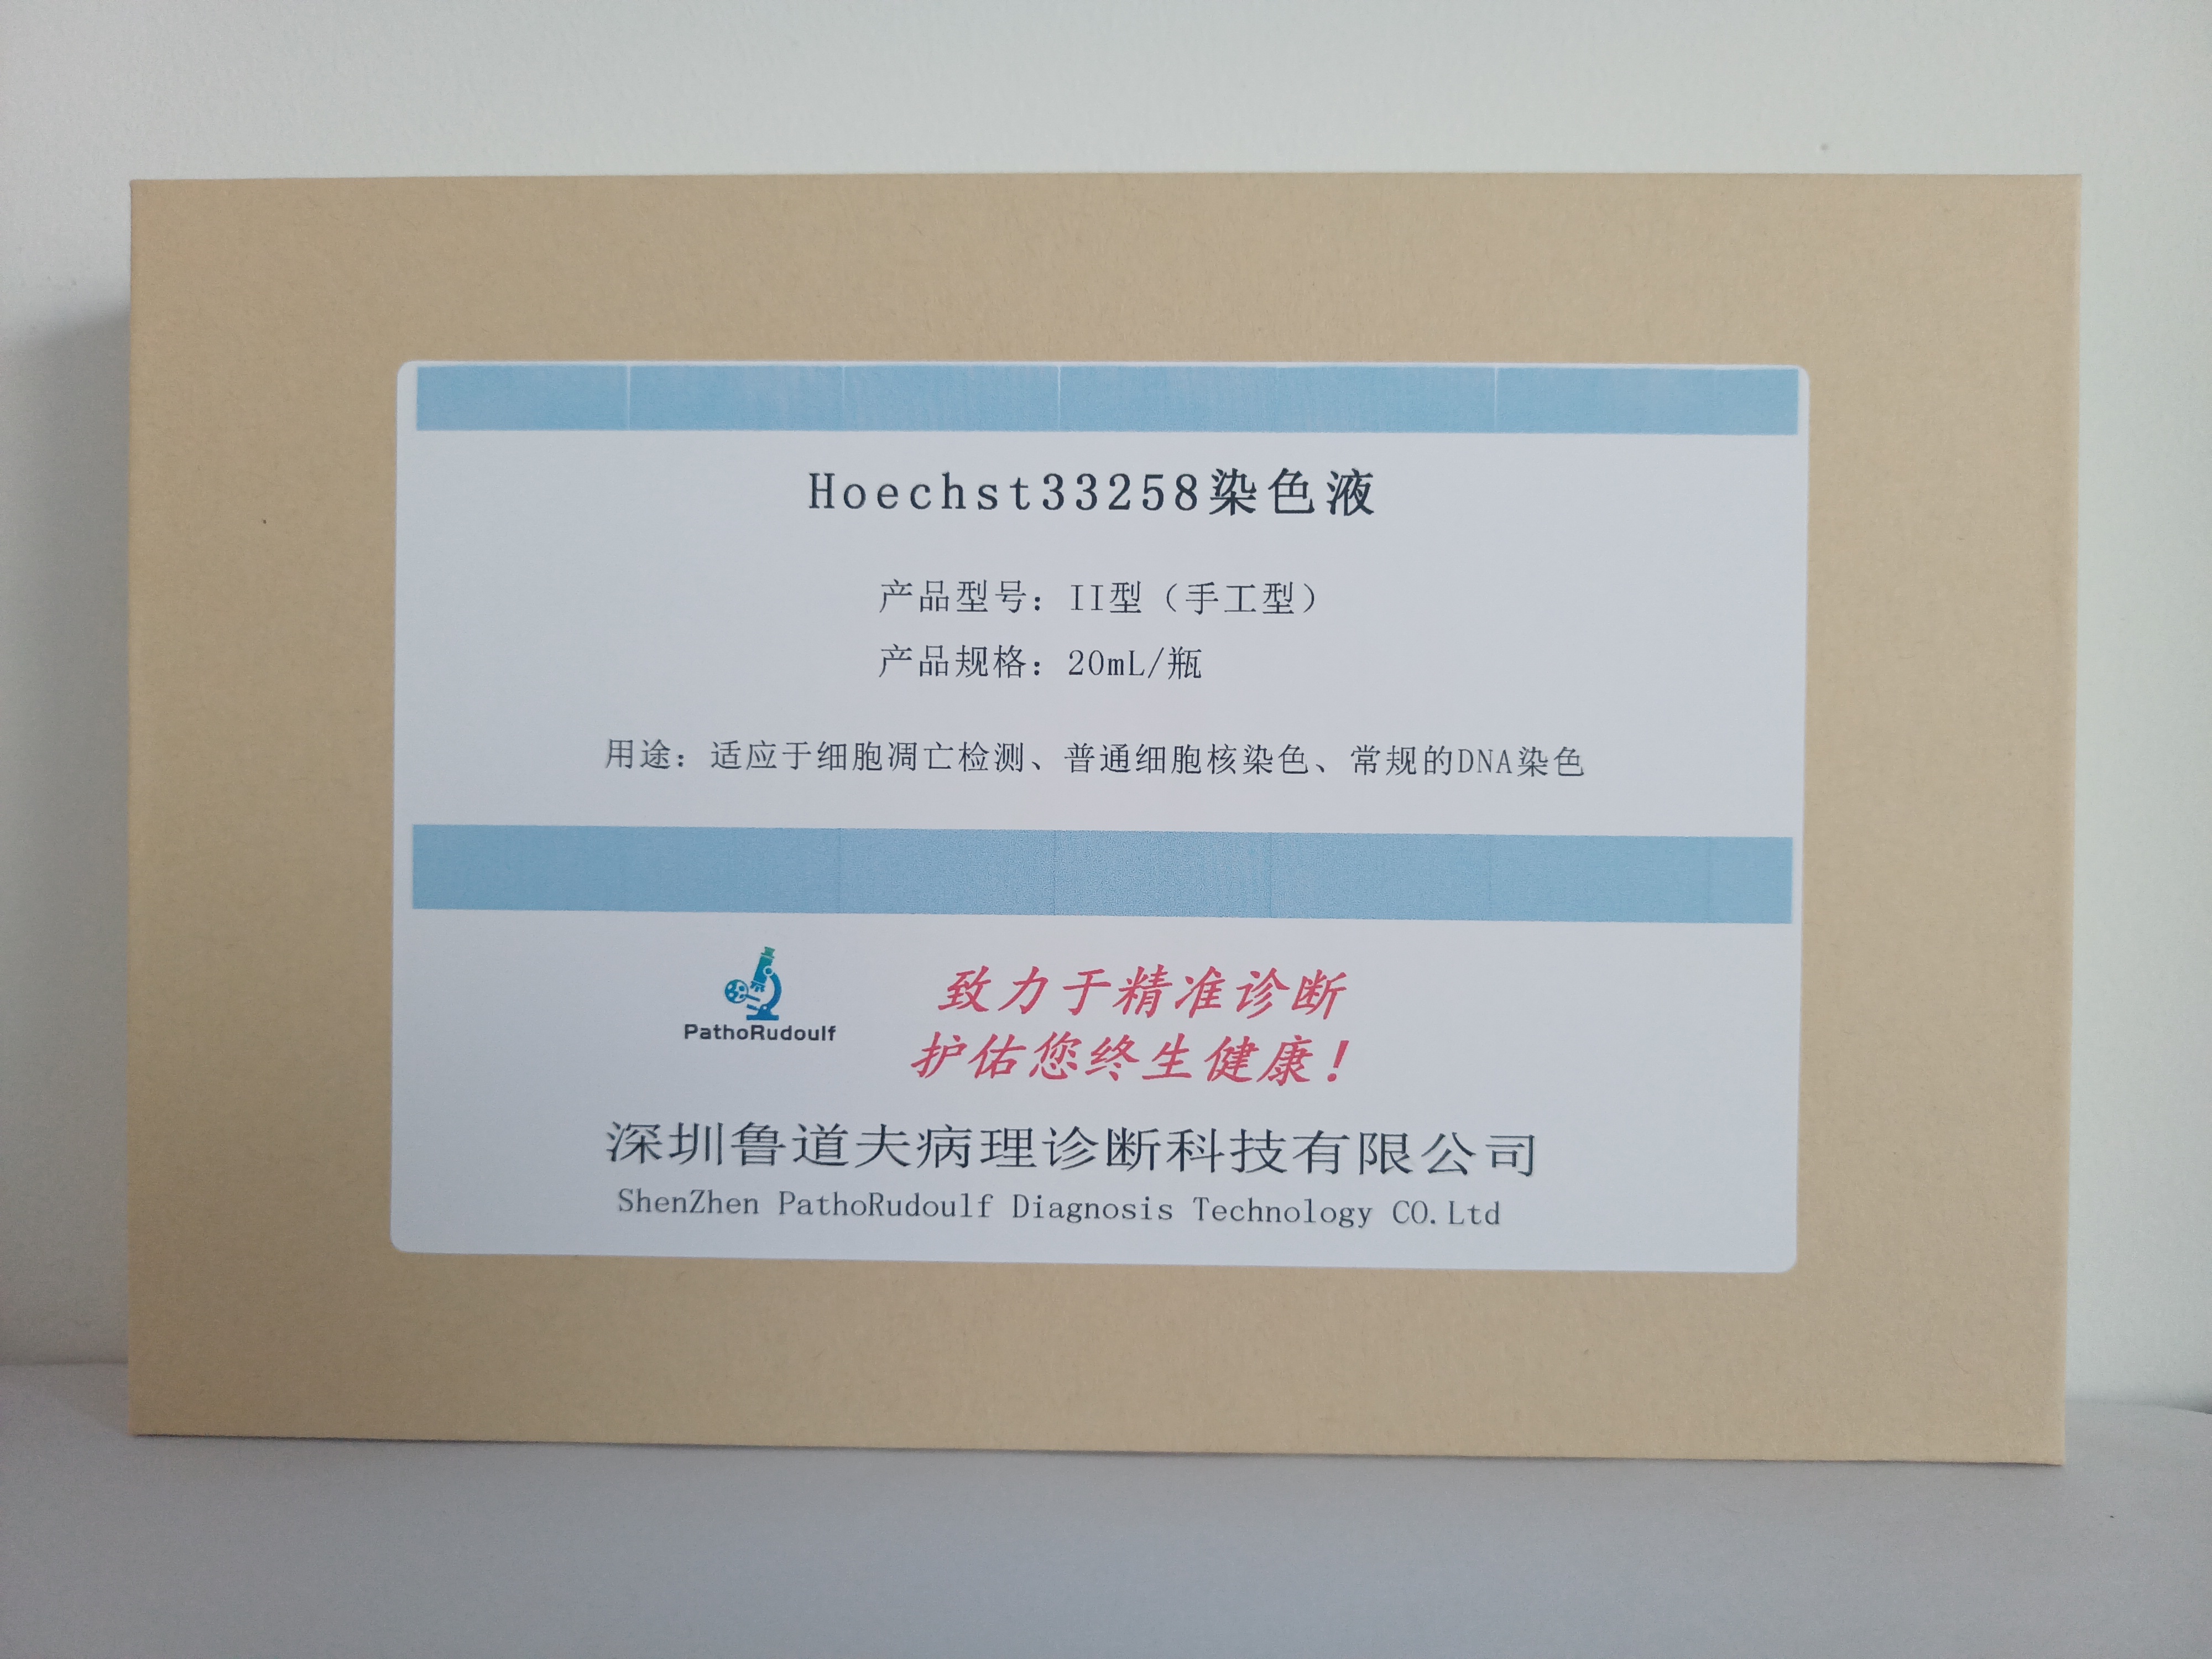 Hoechst33258染色液
产品型号：II型（手工型）
产品规格：20mL/瓶
用途：适应于细胞凋亡检测、普通细胞核染色、常规的DNA染色
PathoRudoulf
致力于精准诊断
护佑您终生健康！
深圳鲁道夫病理诊断科技有限公司
ShenZhen PathoRudoulf Diagnosis Technology CO.Ltd